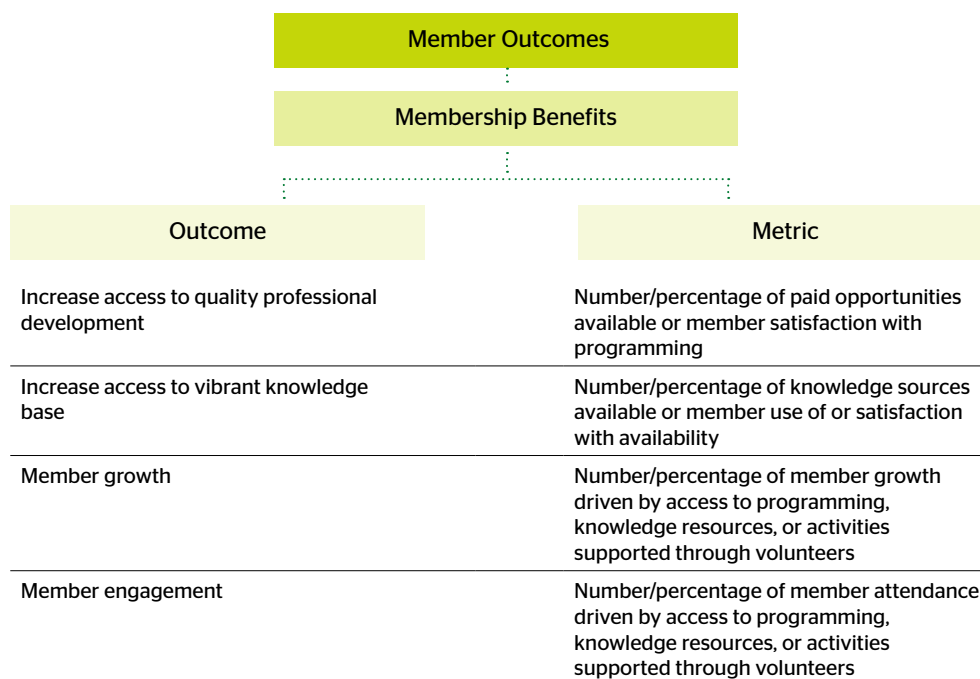 Member Outcomes
Membership Benefits
Outcome
Metric
Increase access to quality professional
development
Number/percentage of paid opportunities
available or member satisfaction with
programming
Increase access to vibrant knowledge
base
Number/percentage of knowledge sources
available or member use of or satisfaction
with availability
Member growth
Number/percentage of member growth
driven by access to programming,
knowledge resources, or activities
supported through volunteers
Member engagement
Number/percentage of member attendance
driven by access to programming,
knowledge resources, or activities
supported through volunteers